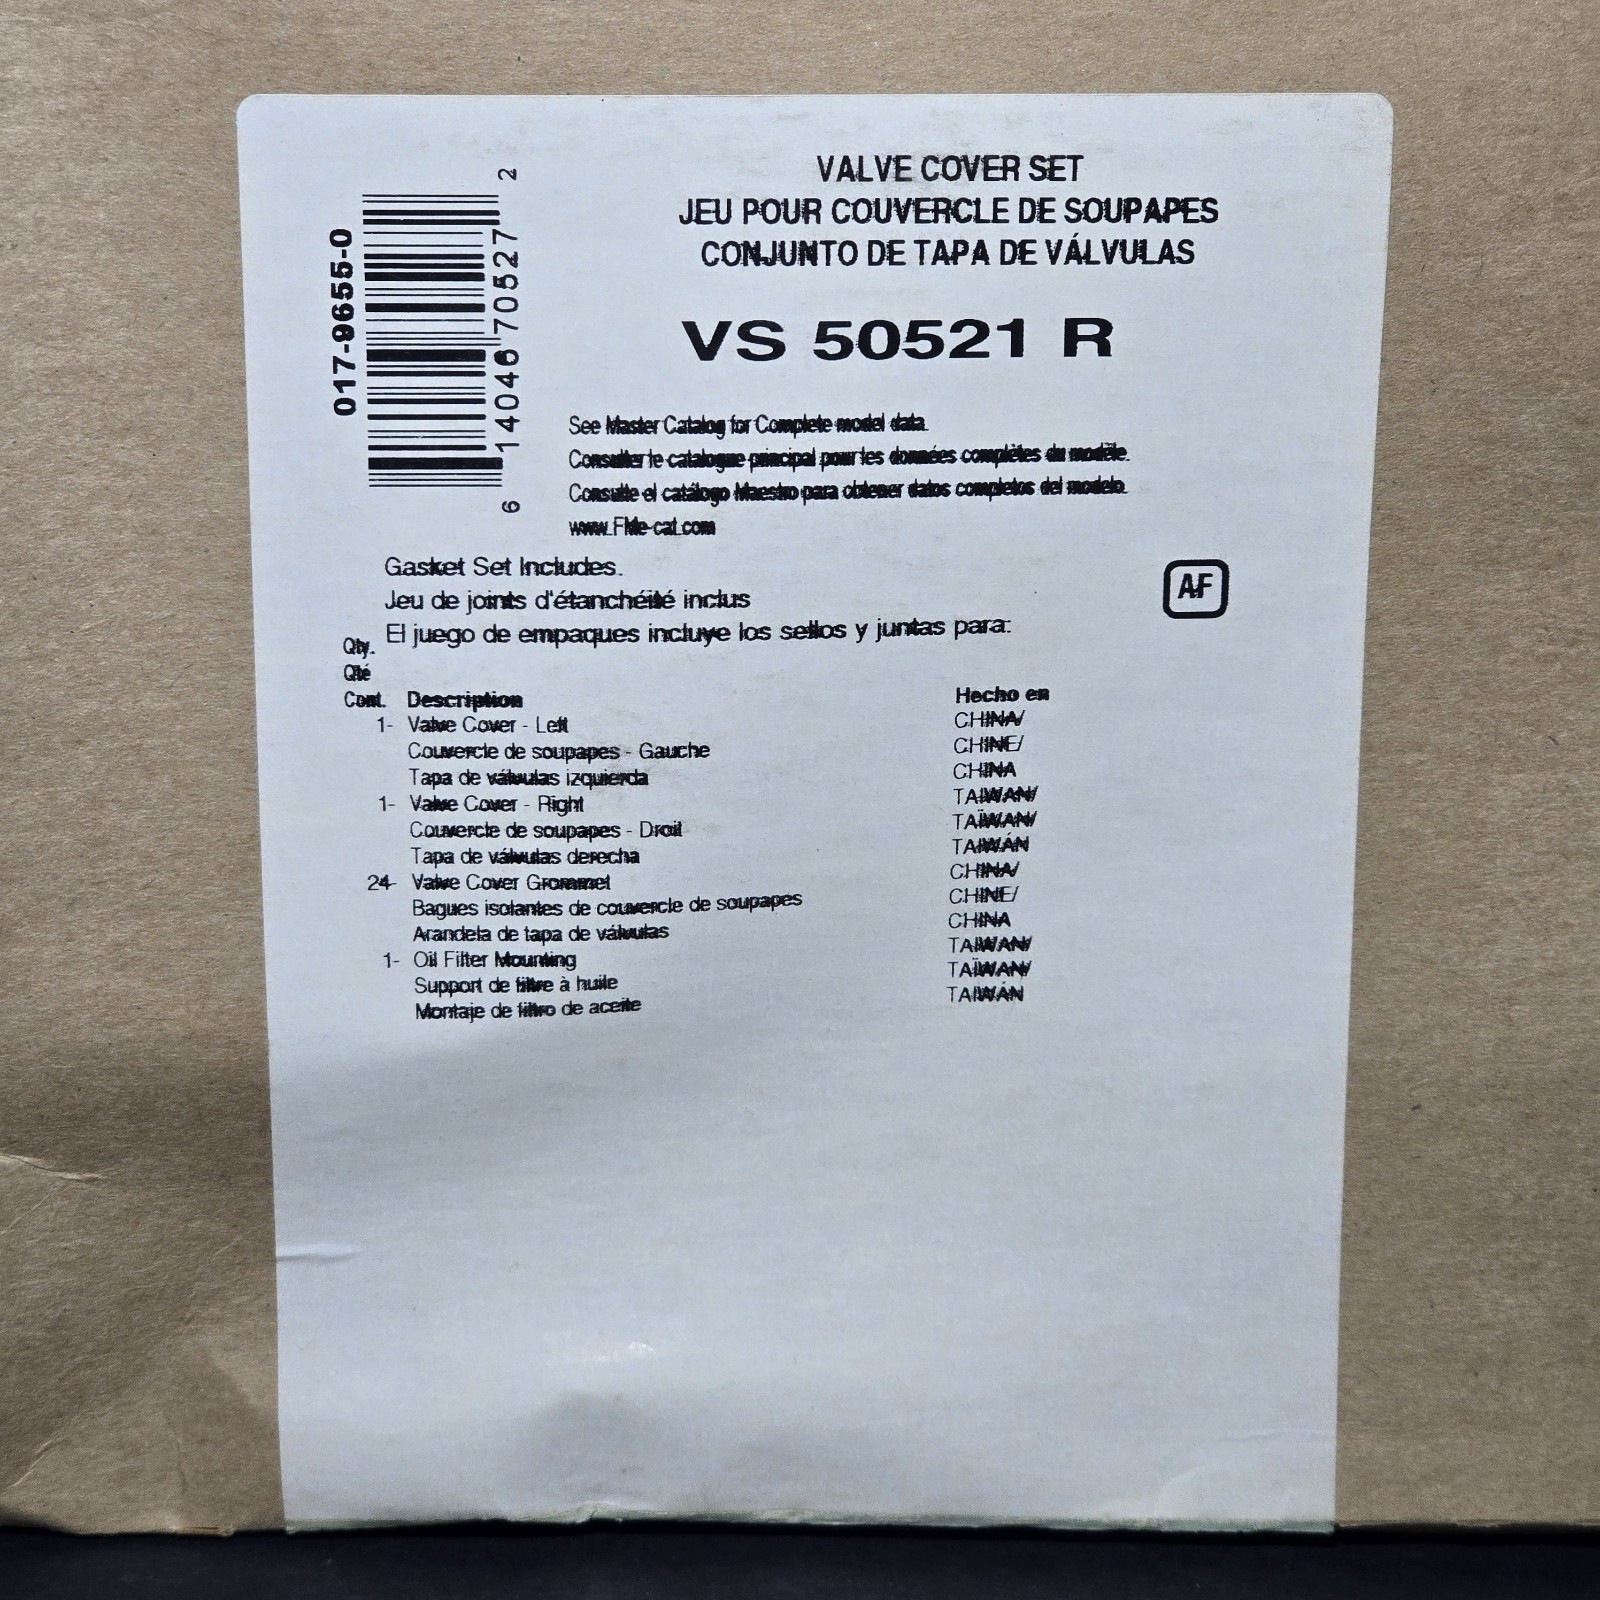 VALVE COVER SET
JEU POUR COUVERCLE DE SOUPAPES
CONJUNTO DE TAPA DE VÁLVULAS
017-9655-0
6 14046 70527 2
VS 50521 R
See Master Catalog for Complete model data.
Consulter le catalogue principal pour les données complètes du modèle.
Consulte el catálogo Maestro para obtener datos completos del modelo.
www.FMe-cat.com
Gasket Set Includes.
Jeu de joints d'étanchéité inclus
El juego de empaques incluye los sellos y juntas para:
AF
Qty.
Qté
Cant. Description Hecho en
1- Valve Cover - Left CHINA/
Couvercle de soupapes - Gauche CHINE/
Tapa de válvulas izquierda CHINA
1- Valve Cover - Right TAIWAN/
Couvercle de soupapes - Droit TAÏWAN/
Tapa de válvulas derecha TAIWÁN
24- Valve Cover Grommet CHINA/
Bagues isolantes de couvercle de soupapes CHINE/
Arandela de tapa de válvulas CHINA
1- Oil Filter Mounting TAIWAN/
Support de filtre à huile TAÏWAN/
Montaje de filtro de aceite TAIWÁN